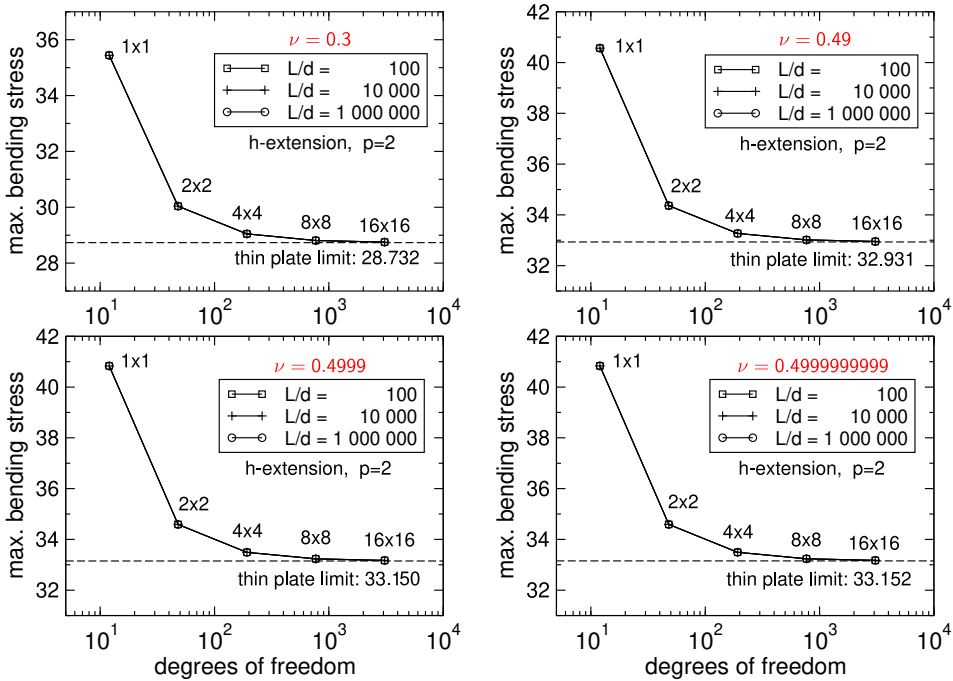 ν = 0.3
36
34
32
30
28
max. bending stress
1x1
L/d = 100
L/d = 10 000
L/d = 1 000 000
h-extension, p=2
2x2
4x4
8x8
16x16
thin plate limit: 28.732
10^1
10^2
10^3
10^4
ν = 0.49
42
40
38
36
34
32
max. bending stress
1x1
L/d = 100
L/d = 10 000
L/d = 1 000 000
h-extension, p=2
2x2
4x4
8x8
16x16
thin plate limit: 32.931
10^1
10^2
10^3
10^4
ν = 0.4999
42
40
38
36
34
32
max. bending stress
1x1
L/d = 100
L/d = 10 000
L/d = 1 000 000
h-extension, p=2
2x2
4x4
8x8
16x16
thin plate limit: 33.150
10^1
10^2
10^3
10^4
degrees of freedom
ν = 0.4999999999
42
40
38
36
34
32
max. bending stress
1x1
L/d = 100
L/d = 10 000
L/d = 1 000 000
h-extension, p=2
2x2
4x4
8x8
16x16
thin plate limit: 33.152
10^1
10^2
10^3
10^4
degrees of freedom